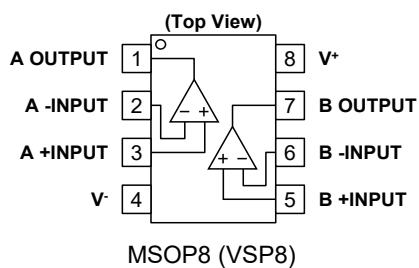 (Top View)
A OUTPUT 1 8 V+
A -INPUT 2 7 B OUTPUT
- +
A +INPUT 3 6 B -INPUT
+ -
V- 4 5 B +INPUT
MSOP8 (VSP8)